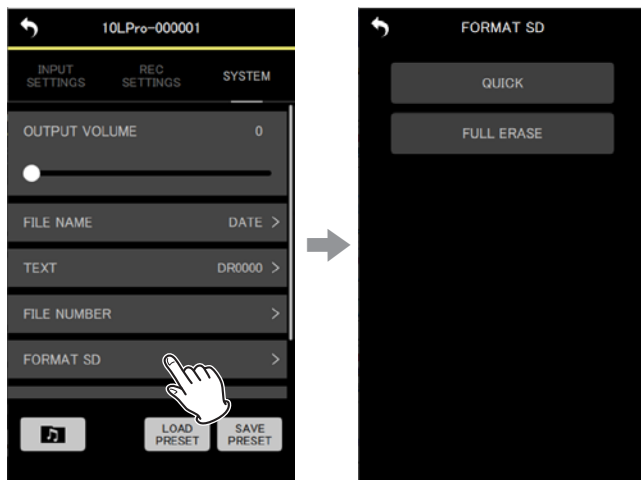 10LPro-000001
INPUT
SETTINGS
REC
SETTINGS
SYSTEM
OUTPUT VOLUME 0
FILE NAME DATE >
TEXT DR0000 >
FILE NUMBER >
FORMAT SD >
LOAD
PRESET
SAVE
PRESET
FORMAT SD
QUICK
FULL ERASE